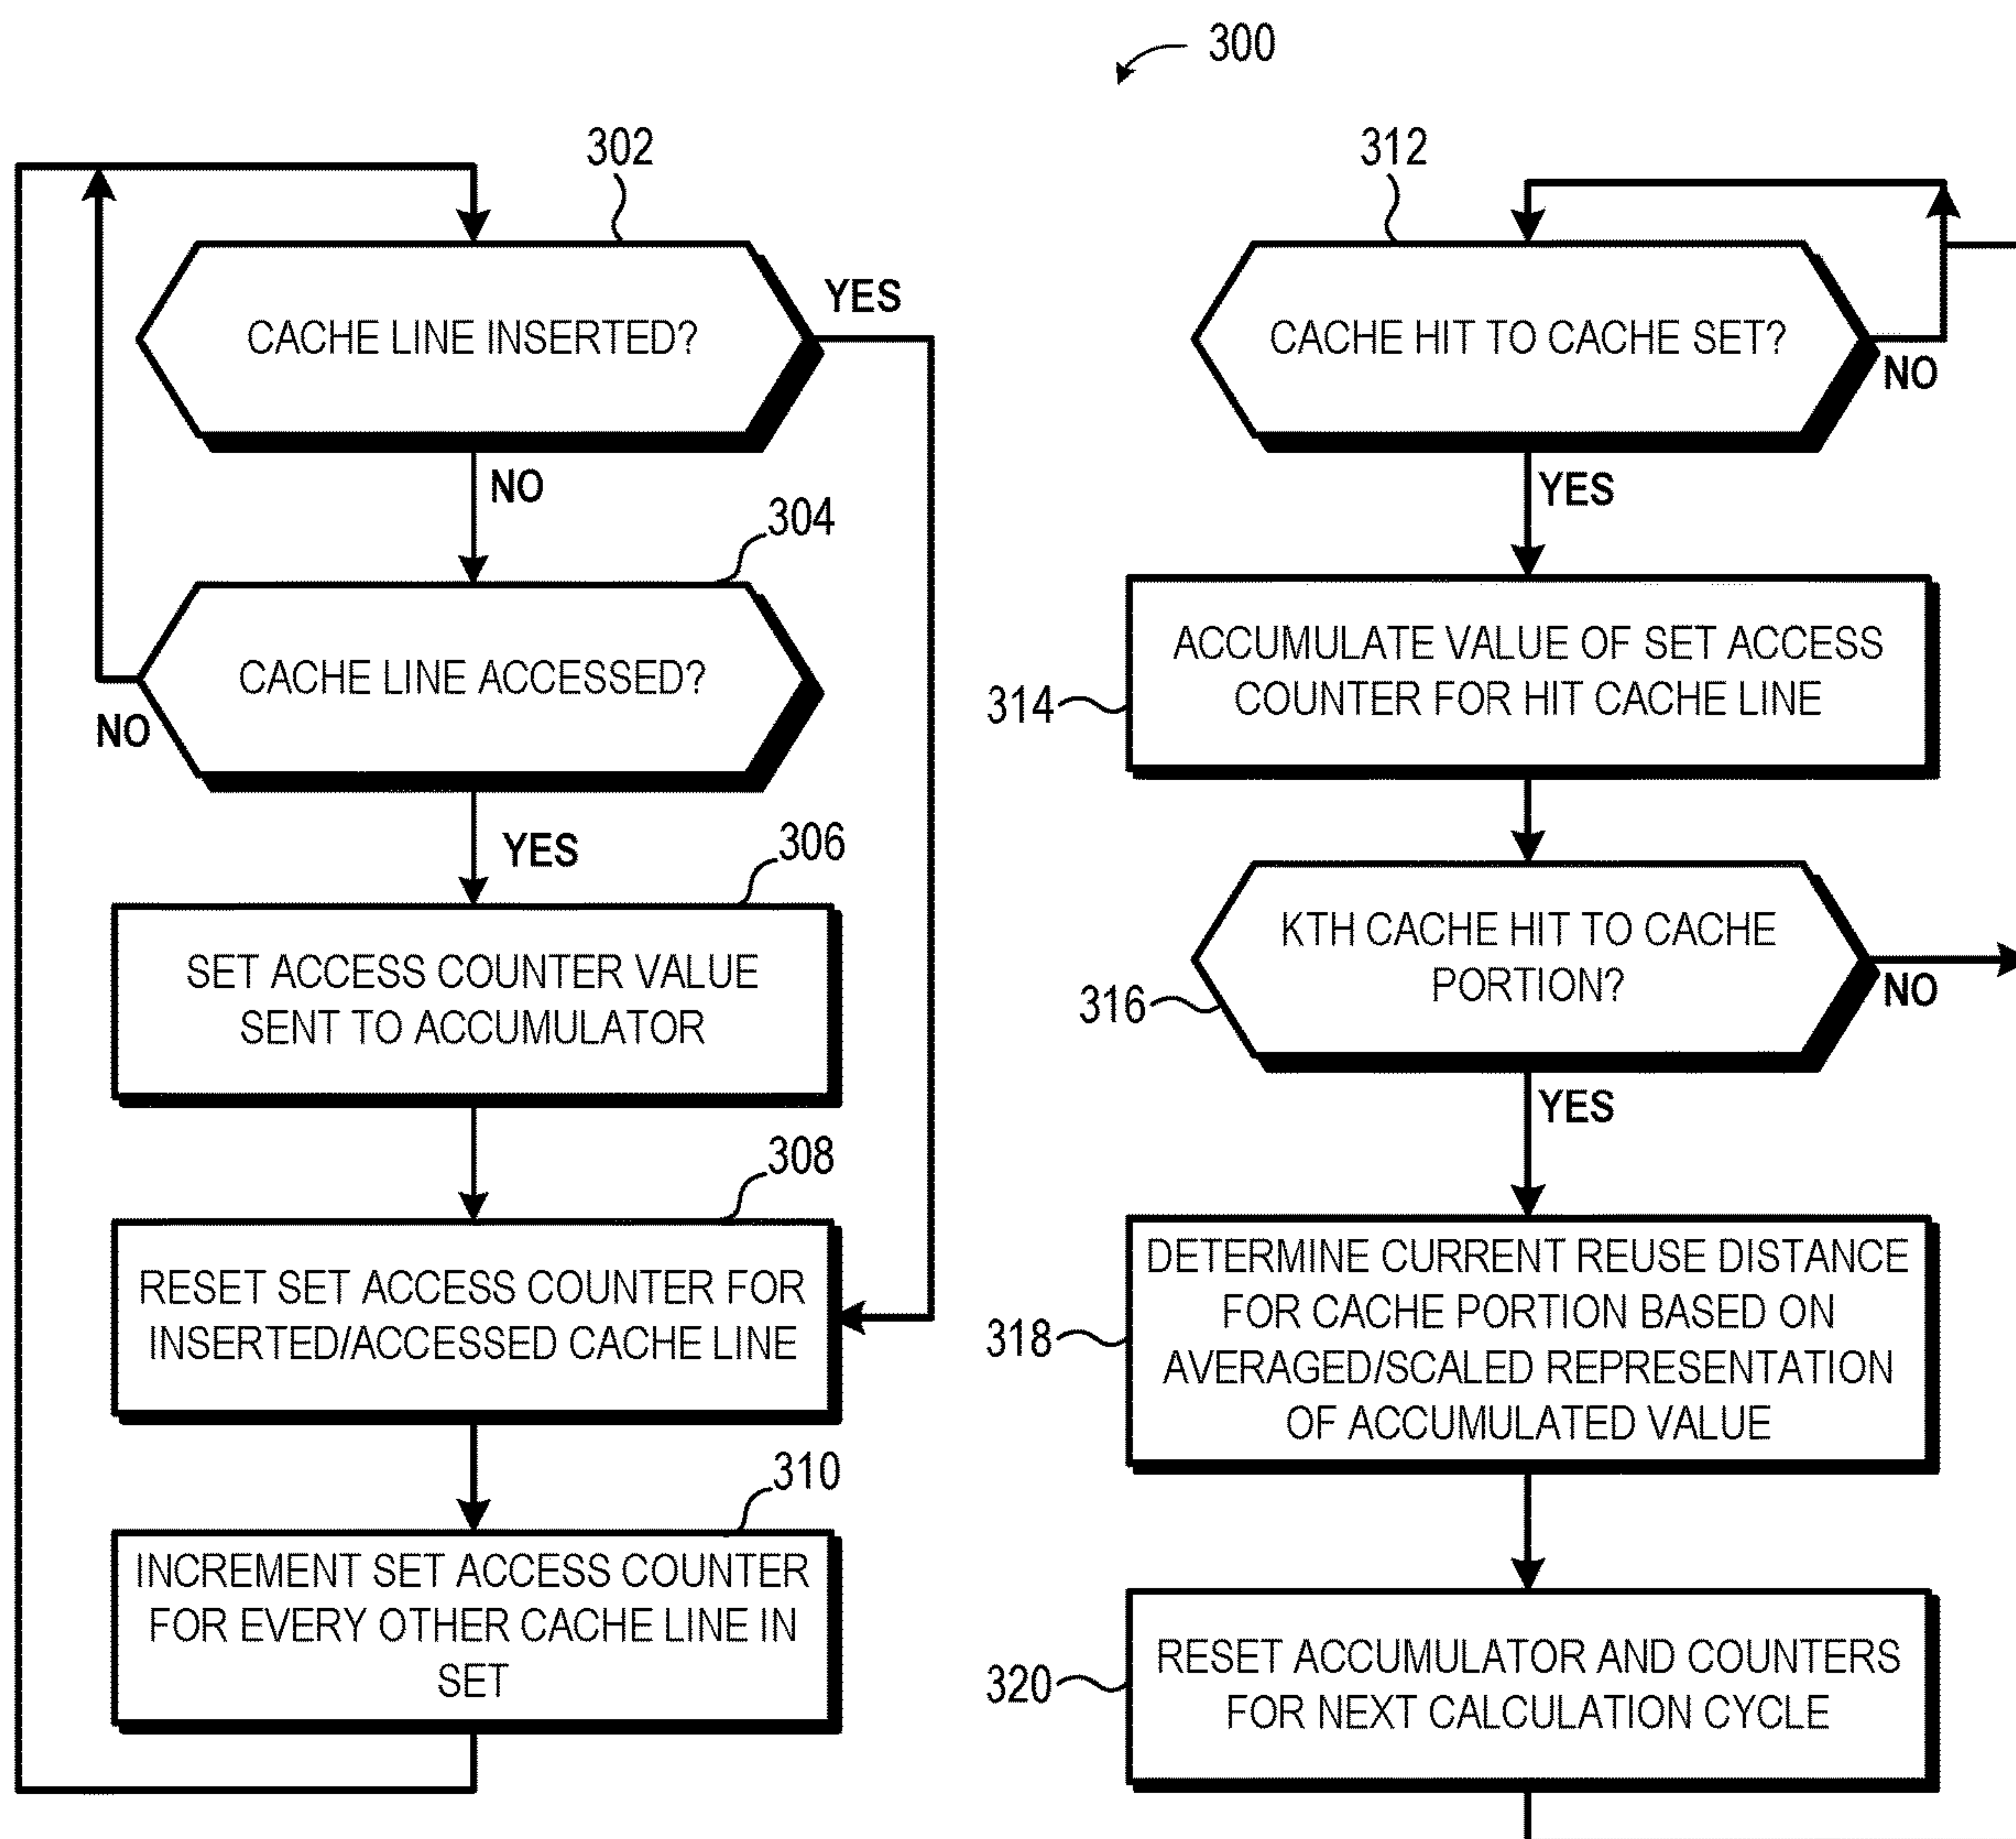 300
302
CACHE LINE INSERTED?
YES
NO
304
CACHE LINE ACCESSED?
NO
YES
306
SET ACCESS COUNTER VALUE
SENT TO ACCUMULATOR
308
RESET SET ACCESS COUNTER FOR
INSERTED/ACCESSED CACHE LINE
310
INCREMENT SET ACCESS COUNTER
FOR EVERY OTHER CACHE LINE IN
SET
312
CACHE HIT TO CACHE SET?
NO
YES
314
ACCUMULATE VALUE OF SET ACCESS
COUNTER FOR HIT CACHE LINE
316
KTH CACHE HIT TO CACHE
PORTION?
NO
YES
318
DETERMINE CURRENT REUSE DISTANCE
FOR CACHE PORTION BASED ON
AVERAGED/SCALED REPRESENTATION
OF ACCUMULATED VALUE
320
RESET ACCUMULATOR AND COUNTERS
FOR NEXT CALCULATION CYCLE